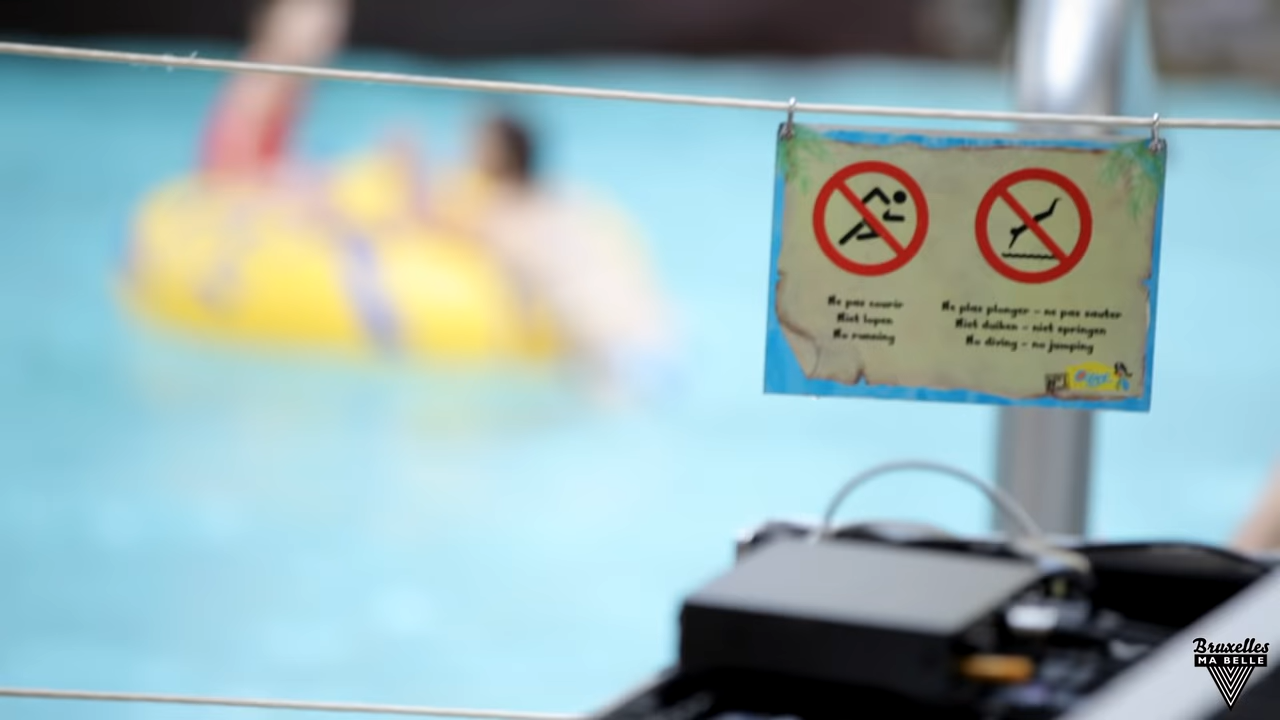 Ne pas courir
Niet lopen
No running
Ne plas plonger - ne pas sauter
Niet duiken - niet springen
No diving - no jumping
Bruxelles
MA BELLE